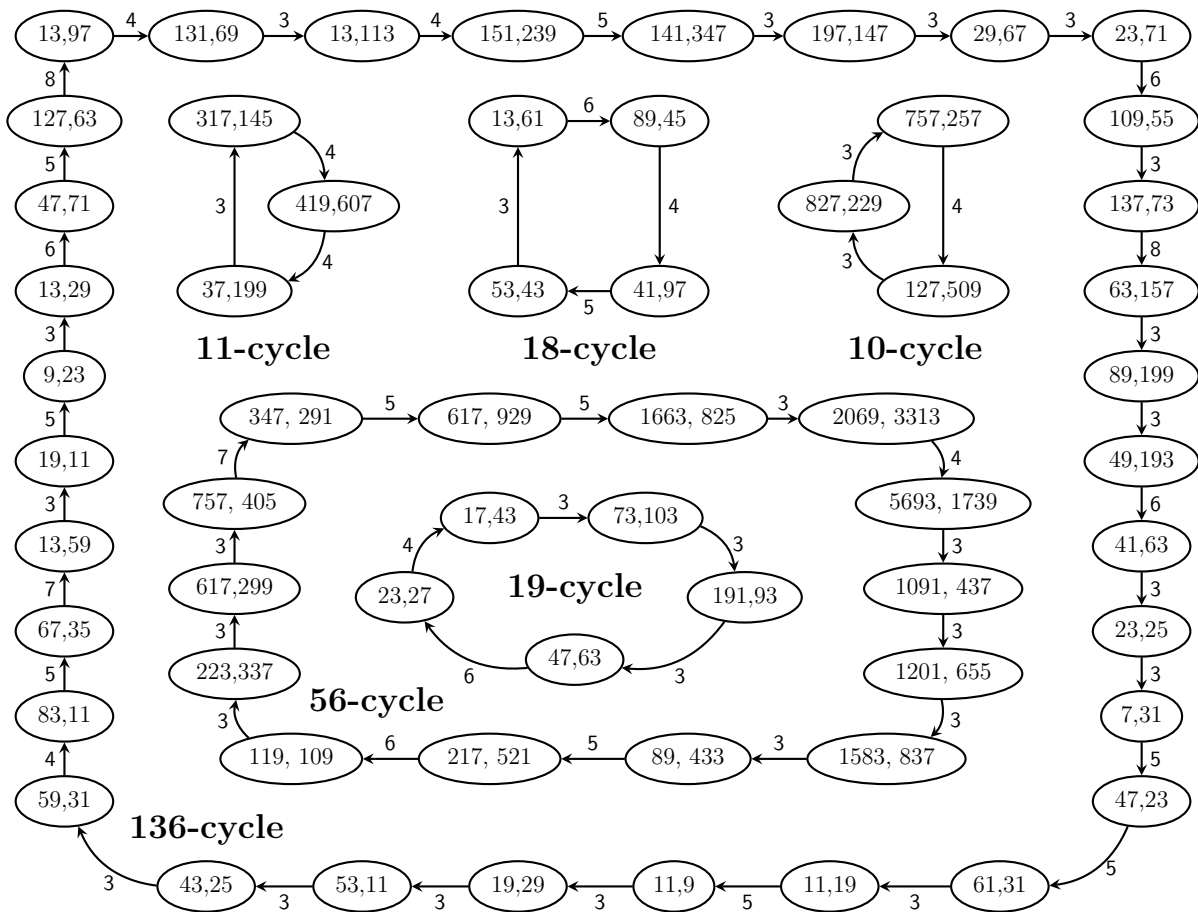 4 3 4 5 3 3 3
13,97 131,69 13,113 151,239 141,347 197,147 29,67 23,71
8 6
127,63 317,145 13,61 6 89,45 757,257 109,55
5 4 3 3
47,71 3 419,607 3 4 827,229 4 137,73
6 4 3 8
13,29 37,199 53,43 5 41,97 127,509 63,157
3 11-cycle 18-cycle 10-cycle 3
9,23 89,199
5 347, 291 5 617, 929 5 1663, 825 3 2069, 3313 3
19,11 7 4 49,193
3 757, 405 17,43 3 73,103 5693, 1739 6
13,59 3 4 3 3 41,63
7 617,299 23,27 19-cycle 191,93 1091, 437 3
67,35 3 3 23,25
5 223,337 6 47,63 3 1201, 655 3
83,11 3 56-cycle 3 7,31
4 119, 109 6 217, 521 5 89, 433 3 1583, 837 5
59,31 47,23
136-cycle
3 43,25 53,11 19,29 11,9 11,19 61,31 5
3 3 3 5 3